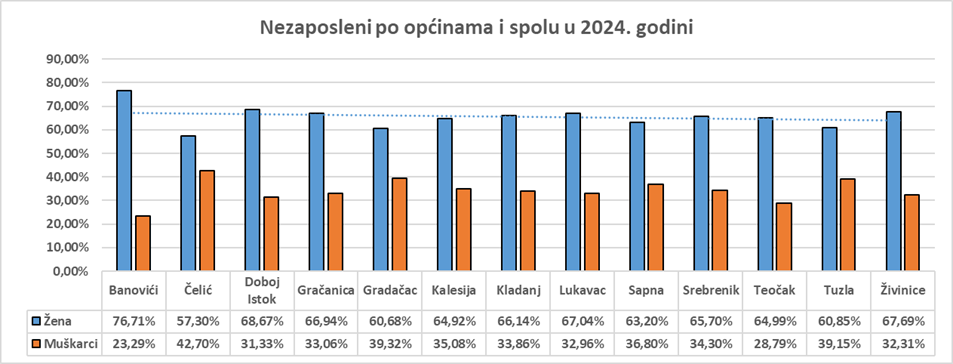 Nezaposleni po općinama i spolu u 2024. godini
90,00%
80,00%
70,00%
60,00%
50,00%
40,00%
30,00%
20,00%
10,00%
0,00%
Banovići Čelić Doboj Istok Gračanica Gradačac Kalesija Kladanj Lukavac Sapna Srebrenik Teočak Tuzla Živinice
Žena 76,71% 57,30% 68,67% 66,94% 60,68% 64,92% 66,14% 67,04% 63,20% 65,70% 64,99% 60,85% 67,69%
Muškarci 23,29% 42,70% 31,33% 33,06% 39,32% 35,08% 33,86% 32,96% 36,80% 34,30% 28,79% 39,15% 32,31%